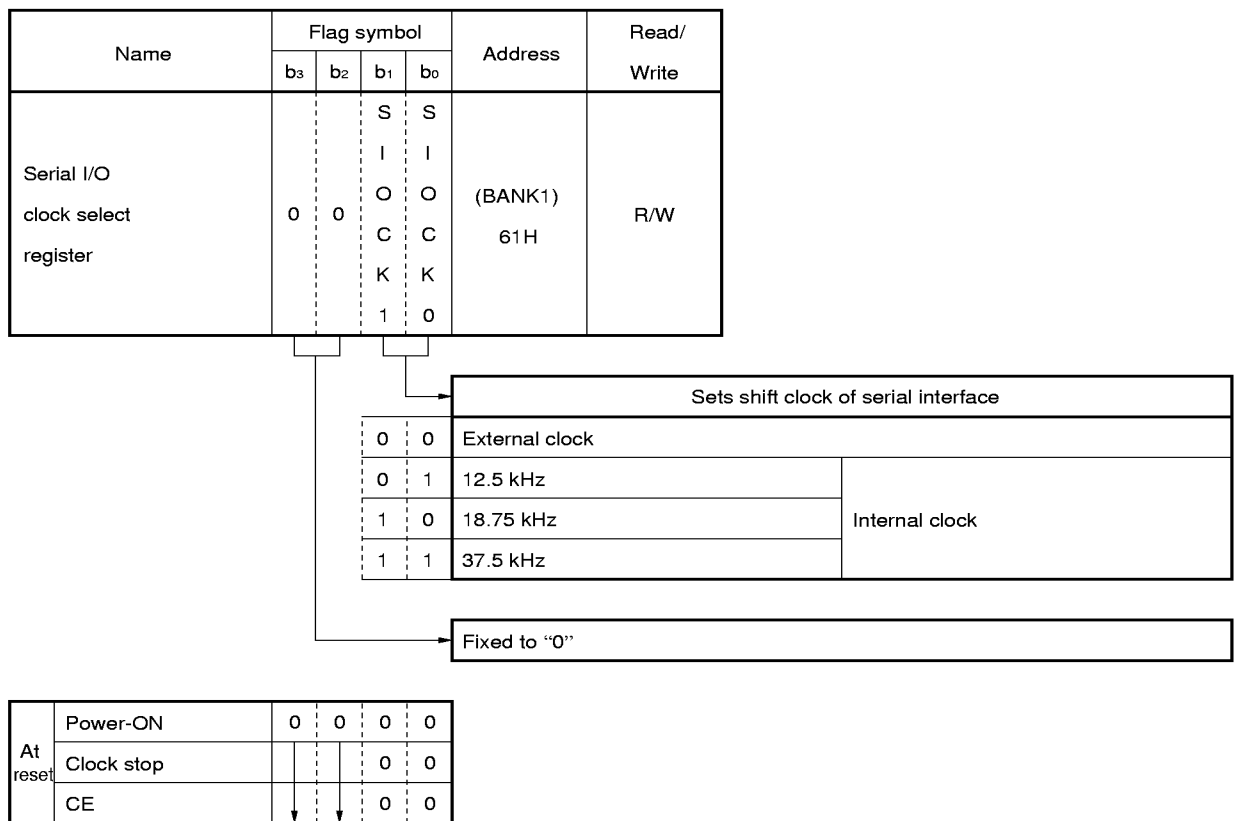 Name
Flag symbol
Address
Read/
Write
b3 b2 b1 b0
Serial I/O
clock select
register
0 0
S
I
O
C
K
1
S
I
O
C
K
0
(BANK1)
61H
R/W
Sets shift clock of serial interface
0 0 External clock
0 1 12.5 kHz
1 0 18.75 kHz
1 1 37.5 kHz
Internal clock
Fixed to “0”
At
reset
Power-ON 0 0 0 0
Clock stop 0 0
CE 0 0